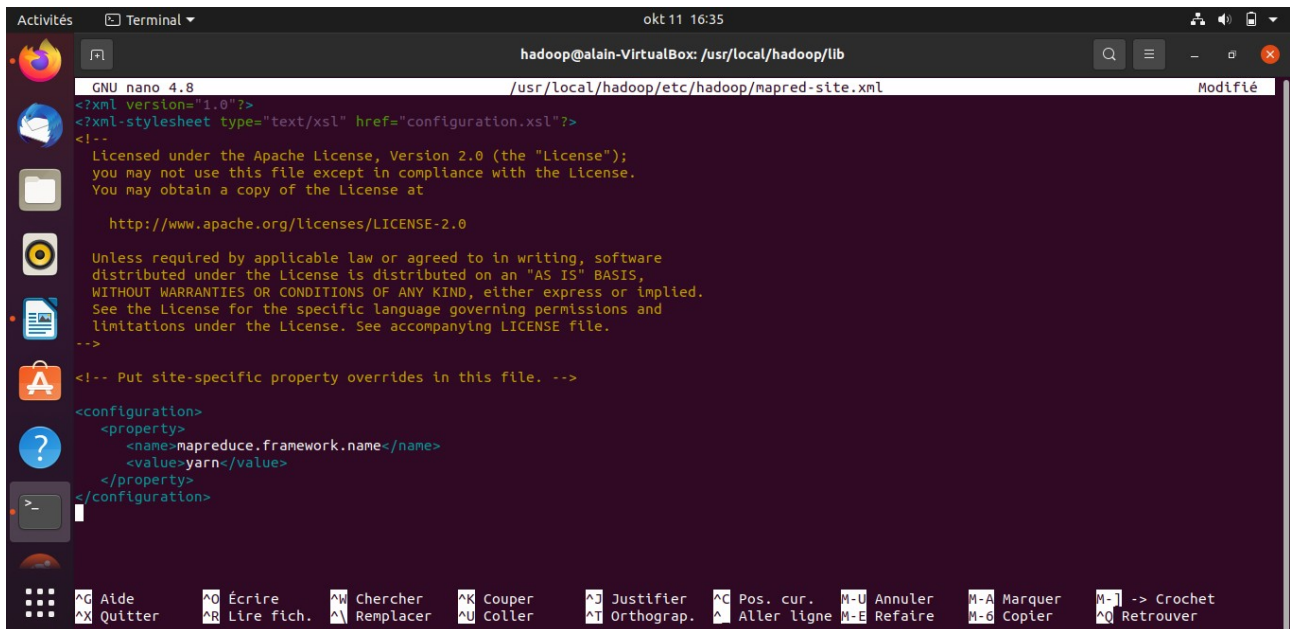 Activités Terminal okt 11 16:35
hadoop@alain-VirtualBox: /usr/local/hadoop/lib
GNU nano 4.8 /usr/local/hadoop/etc/hadoop/mapred-site.xml Modifié
<?xml version="1.0"?>
<?xml-stylesheet type="text/xsl" href="configuration.xsl"?>
<!--
Licensed under the Apache License, Version 2.0 (the "License");
you may not use this file except in compliance with the License.
You may obtain a copy of the License at
http://www.apache.org/licenses/LICENSE-2.0
Unless required by applicable law or agreed to in writing, software
distributed under the License is distributed on an "AS IS" BASIS,
WITHOUT WARRANTIES OR CONDITIONS OF ANY KIND, either express or implied.
See the License for the specific language governing permissions and
limitations under the License. See accompanying LICENSE file.
-->
<!-- Put site-specific property overrides in this file. -->
<configuration>
<property>
<name>mapreduce.framework.name</name>
<value>yarn</value>
</property>
</configuration>
^G Aide ^O Écrire ^W Chercher ^K Couper ^J Justifier ^C Pos. cur. M-U Annuler M-A Marquer M-] -> Crochet
^X Quitter ^R Lire fich. ^\ Remplacer ^U Coller ^T Orthograp. ^_ Aller ligne M-E Refaire M-6 Copier ^Q Retrouver